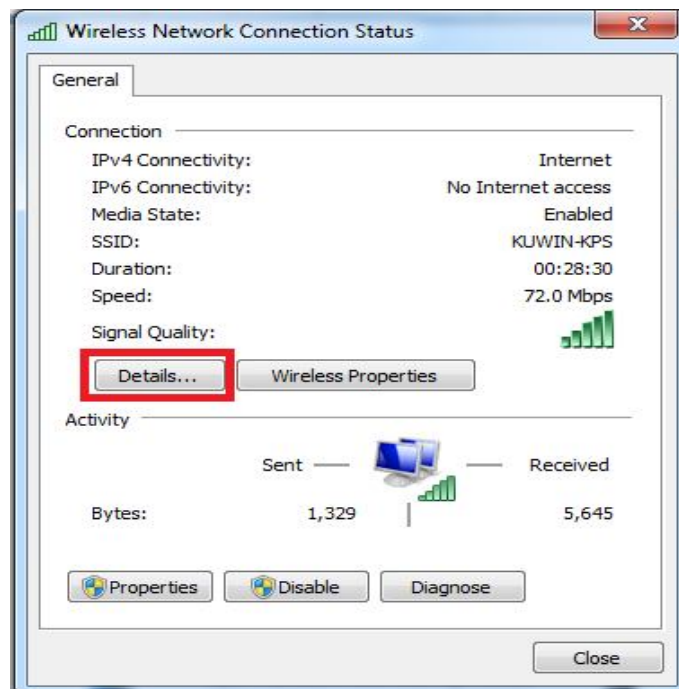 Wireless Network Connection Status
General
Connection
IPv4 Connectivity: Internet
IPv6 Connectivity: No Internet access
Media State: Enabled
SSID: KUWIN-KPS
Duration: 00:28:30
Speed: 72.0 Mbps
Signal Quality:
Details... Wireless Properties
Activity
Sent Received
Bytes: 1,329 5,645
Properties Disable Diagnose
Close